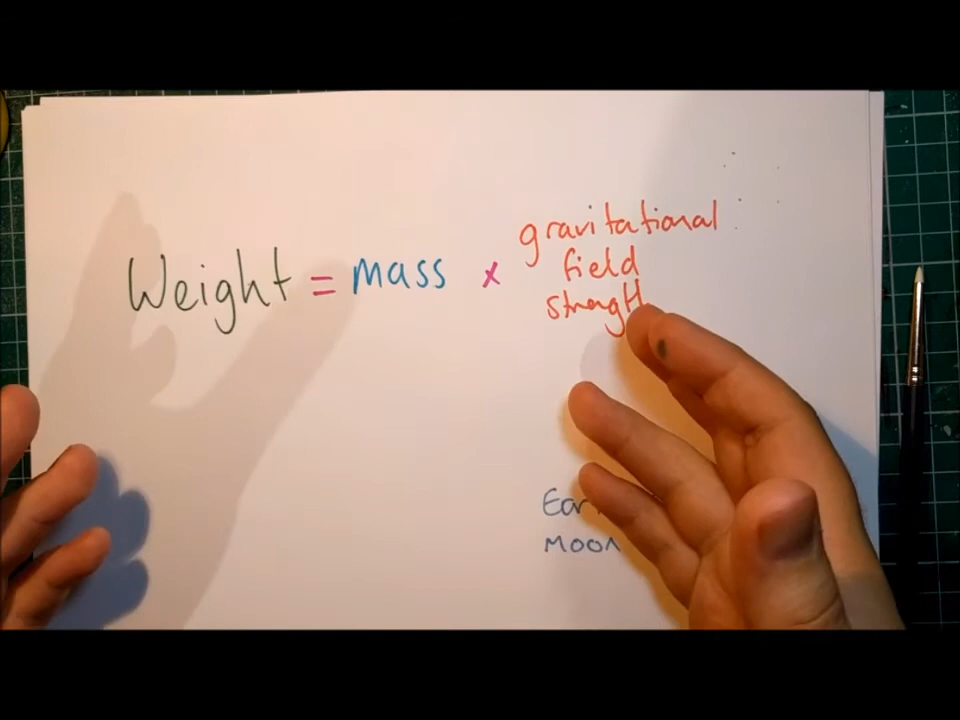 Weight = mass x gravitational
field
strength
Moon